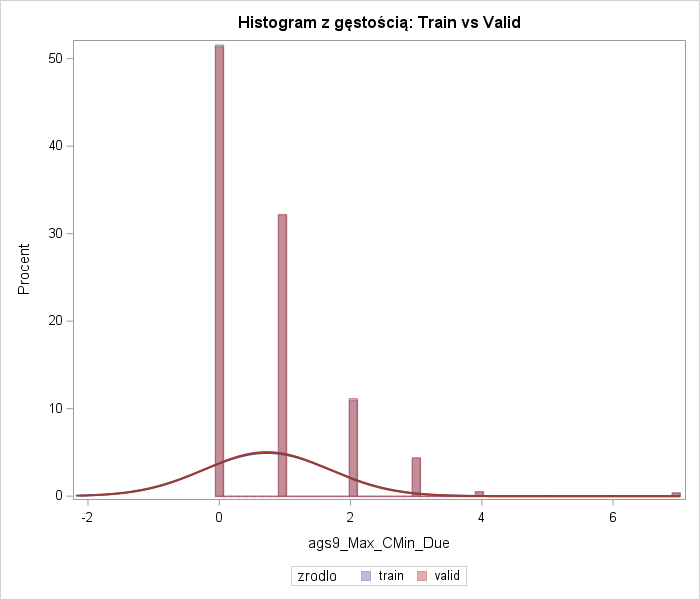 Histogram z gęstością: Train vs Valid
50
40
30
20
10
0
Procent
-2 0 2 4 6
ags9_Max_CMin_Due
zrodlo train valid